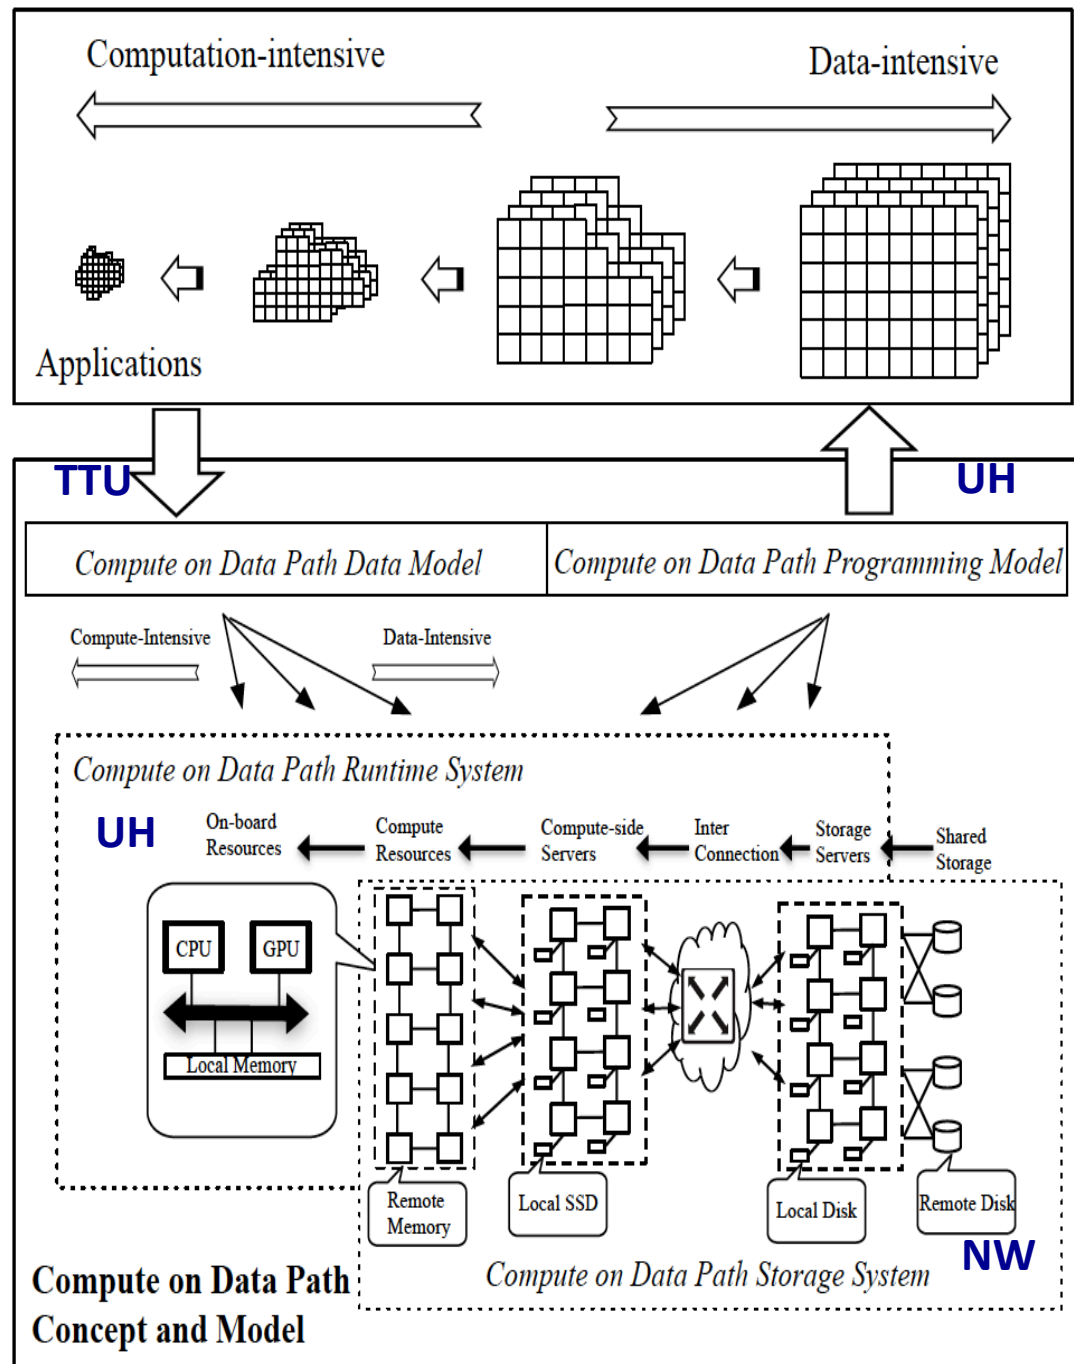 Computation-intensive
Data-intensive
Applications
TTU
UH
Compute on Data Path Data Model
Compute on Data Path Programming Model
Compute-Intensive
Data-Intensive
Compute on Data Path Runtime System
UH
On-board
Resources
Compute
Resources
Compute-side
Servers
Inter
Connection
Storage
Servers
Shared
Storage
CPU
GPU
Local Memory
Remote
Memory
Local SSD
Local Disk
Remote Disk
NW
Compute on Data Path Storage System
Compute on Data Path
Concept and Model